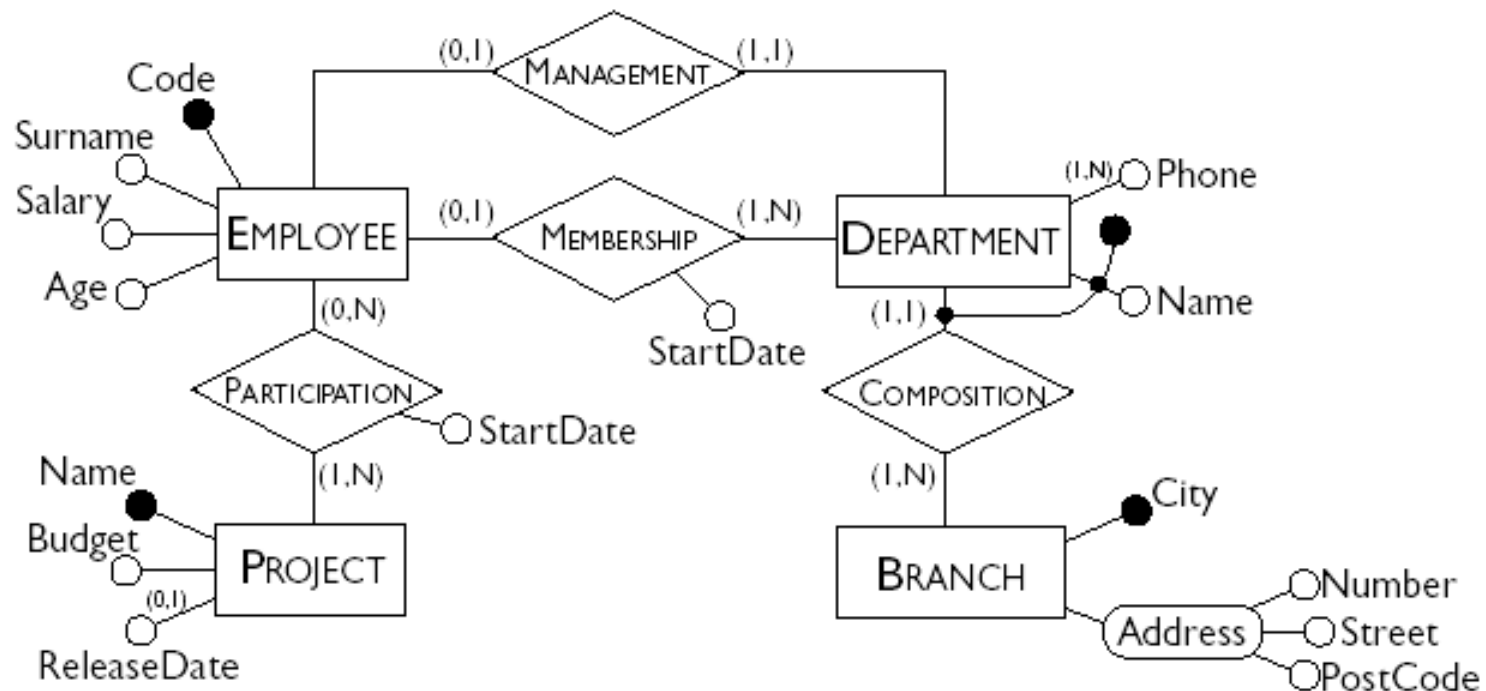 (0,1)
MANAGEMENT
(1,1)
Code
Surname
Salary
Age
EMPLOYEE
(0,1)
MEMBERSHIP
(1,N)
StartDate
DEPARTMENT
(1,N)
Phone
Name
(0,N)
PARTICIPATION
StartDate
(1,N)
(1,1)
COMPOSITION
(1,N)
Name
Budget
(0,1)
ReleaseDate
PROJECT
BRANCH
City
Address
Number
Street
PostCode